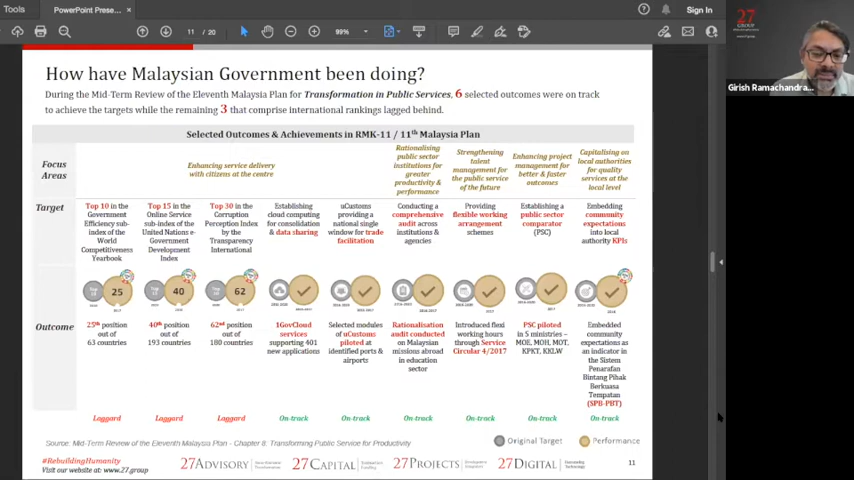 Tools
PowerPoint Prese...
×
Sign In
11 / 20
99%
How have Malaysian Government been doing?
During the Mid-Term Review of the Eleventh Malaysia Plan for Transformation in Public Services, 6 selected outcomes were on track
to achieve the targets while the remaining 3 that comprise international rankings lagged behind.
Selected Outcomes & Achievements in RMK-11 / 11th Malaysia Plan
Focus
Areas
Enhancing service delivery
with citizens at the centre
Rationalising
public sector
institutions for
greater
productivity &
performance
Strengthening
talent
management for
the public service
of the future
Enhancing project
management for
better & faster
outcomes
Capitalising on
local authorities for
quality services at
the local level
Target
Top 10 in the
Government
Efficiency sub-
index of the
World
Competitiveness
Yearbook
Top 15 in the
Online Service
sub-index of the
United Nations e-
Government
Development
Index
Top 30 in the
Corruption
Perception Index
by the
Transparency
International
Establishing
cloud computing
for consolidation
& data sharing
uCustoms
providing a
national single
window for trade
facilitation
Conducting a
comprehensive
audit across
institutions &
agencies
Providing
flexible working
arrangement
schemes
Establishing a
public sector
comparator
(PSC)
Embedding
community
expectations
into local
authority KPIs
25
40
62
Outcome
25th position
out of
63 countries
40th position
out of
193 countries
62nd position
out of
180 countries
1GovCloud
services
supporting 401
new applications
Selected modules
of uCustoms
piloted at
identified ports &
airports
Rationalisation
audit conducted
on Malaysian
missions abroad
in education
sector
Introduced flexi
working hours
through Service
Circular 4/2017
PSC piloted
in 5 ministries –
MOE, MOH, MOT,
KPKT, KKLW
Embedded
community
expectations as an
indicator in the
Sistem
Penarafan
Bintang Pihak
Berkuasa
Tempatan
(SPB-PBT)
Laggard
Laggard
Laggard
On-track
On-track
On-track
On-track
On-track
On-track
Source: Mid-Term Review of the Eleventh Malaysia Plan - Chapter 8: Transforming Public Service for Productivity
Original Target
Performance
#RebuildingHumanity
Visit our website at: www.27.group
27ADVISORY
27CAPITAL
27PROJECTS
27DIGITAL
11
27
GROUP
Girish Ramachandra...